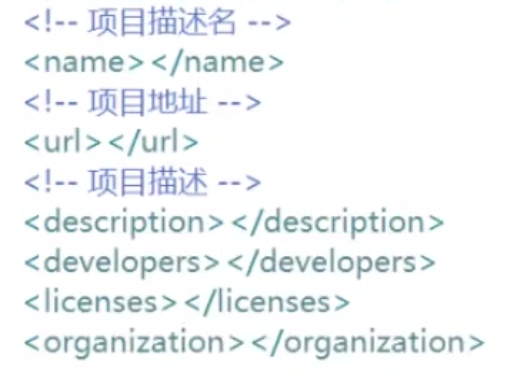 <!-- 项目描述名 -->
<name></name>
<!-- 项目地址 -->
<url></url>
<!-- 项目描述 -->
<description></description>
<developers></developers>
<licenses></licenses>
<organization></organization>